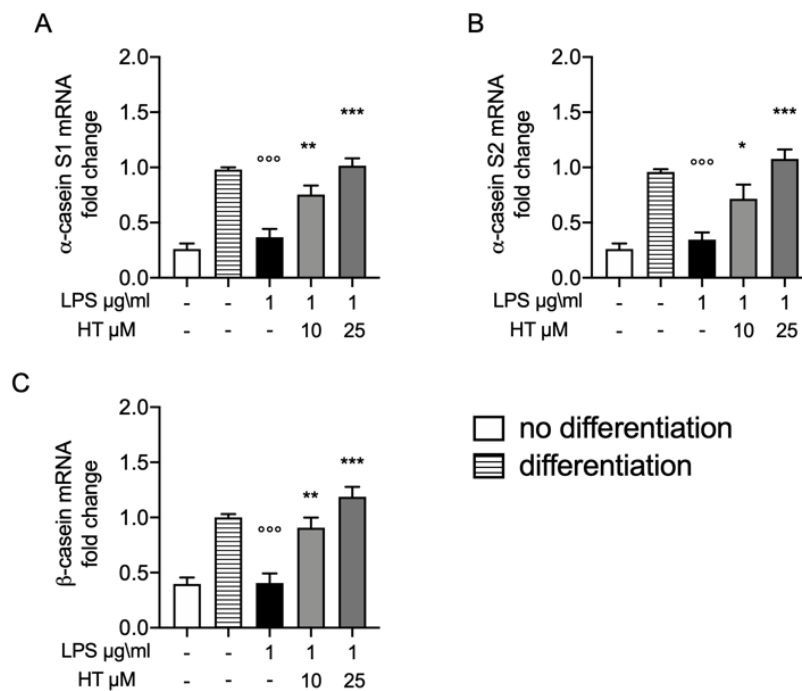 A
α-casein S1 mRNA
fold change
2.0
1.5
1.0
0.5
0.0
°°°
**
***
LPS µg\ml - - 1 1 1
HT µM - - - 10 25
B
α-casein S2 mRNA
fold change
2.0
1.5
1.0
0.5
0.0
°°°
*
***
LPS µg\ml - - 1 1 1
HT µM - - - 10 25
C
β-casein mRNA
fold change
2.0
1.5
1.0
0.5
0.0
°°°
**
***
LPS µg\ml - - 1 1 1
HT µM - - - 10 25
no differentiation
differentiation